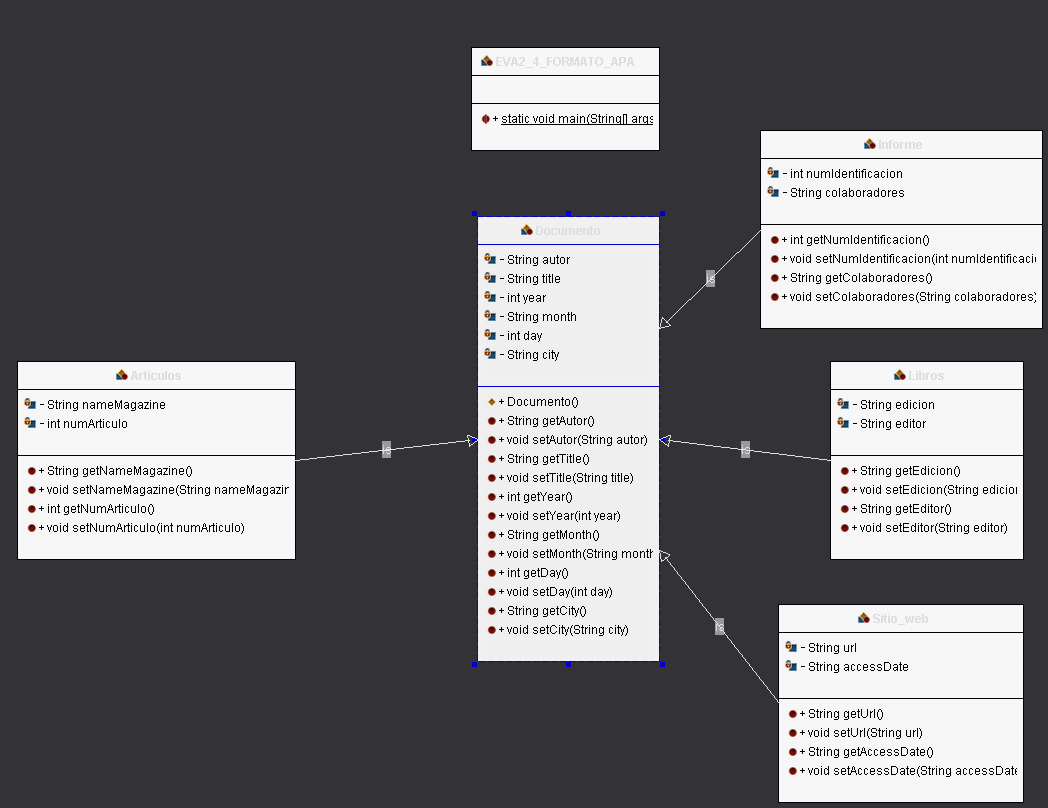 EVA2_4_FORMATO_APA
+ static void main(String[] args
Informe
- int numIdentificacion
- String colaboradores
+ int getNumIdentificacion()
+ void setNumIdentificacion(int numIdentificaci
+ String getColaboradores()
+ void setColaboradores(String colaboradores)
Documento
- String autor
- String title
- int year
- String month
- int day
- String city
+ Documento()
+ String getAutor()
+ void setAutor(String autor)
+ String getTitle()
+ void setTitle(String title)
+ int getYear()
+ void setYear(int year)
+ String getMonth()
+ void setMonth(String month
+ int getDay()
+ void setDay(int day)
+ String getCity()
+ void setCity(String city)
is
Articulos
- String nameMagazine
- int numArticulo
+ String getNameMagazine()
+ void setNameMagazine(String nameMagazin
+ int getNumArticulo()
+ void setNumArticulo(int numArticulo)
is
Libros
- String edicion
- String editor
+ String getEdicion()
+ void setEdicion(String edicion
+ String getEditor()
+ void setEditor(String editor)
is
Sitio_web
- String url
- String accessDate
+ String getUrl()
+ void setUrl(String url)
+ String getAccessDate()
+ void setAccessDate(String accessDate
is